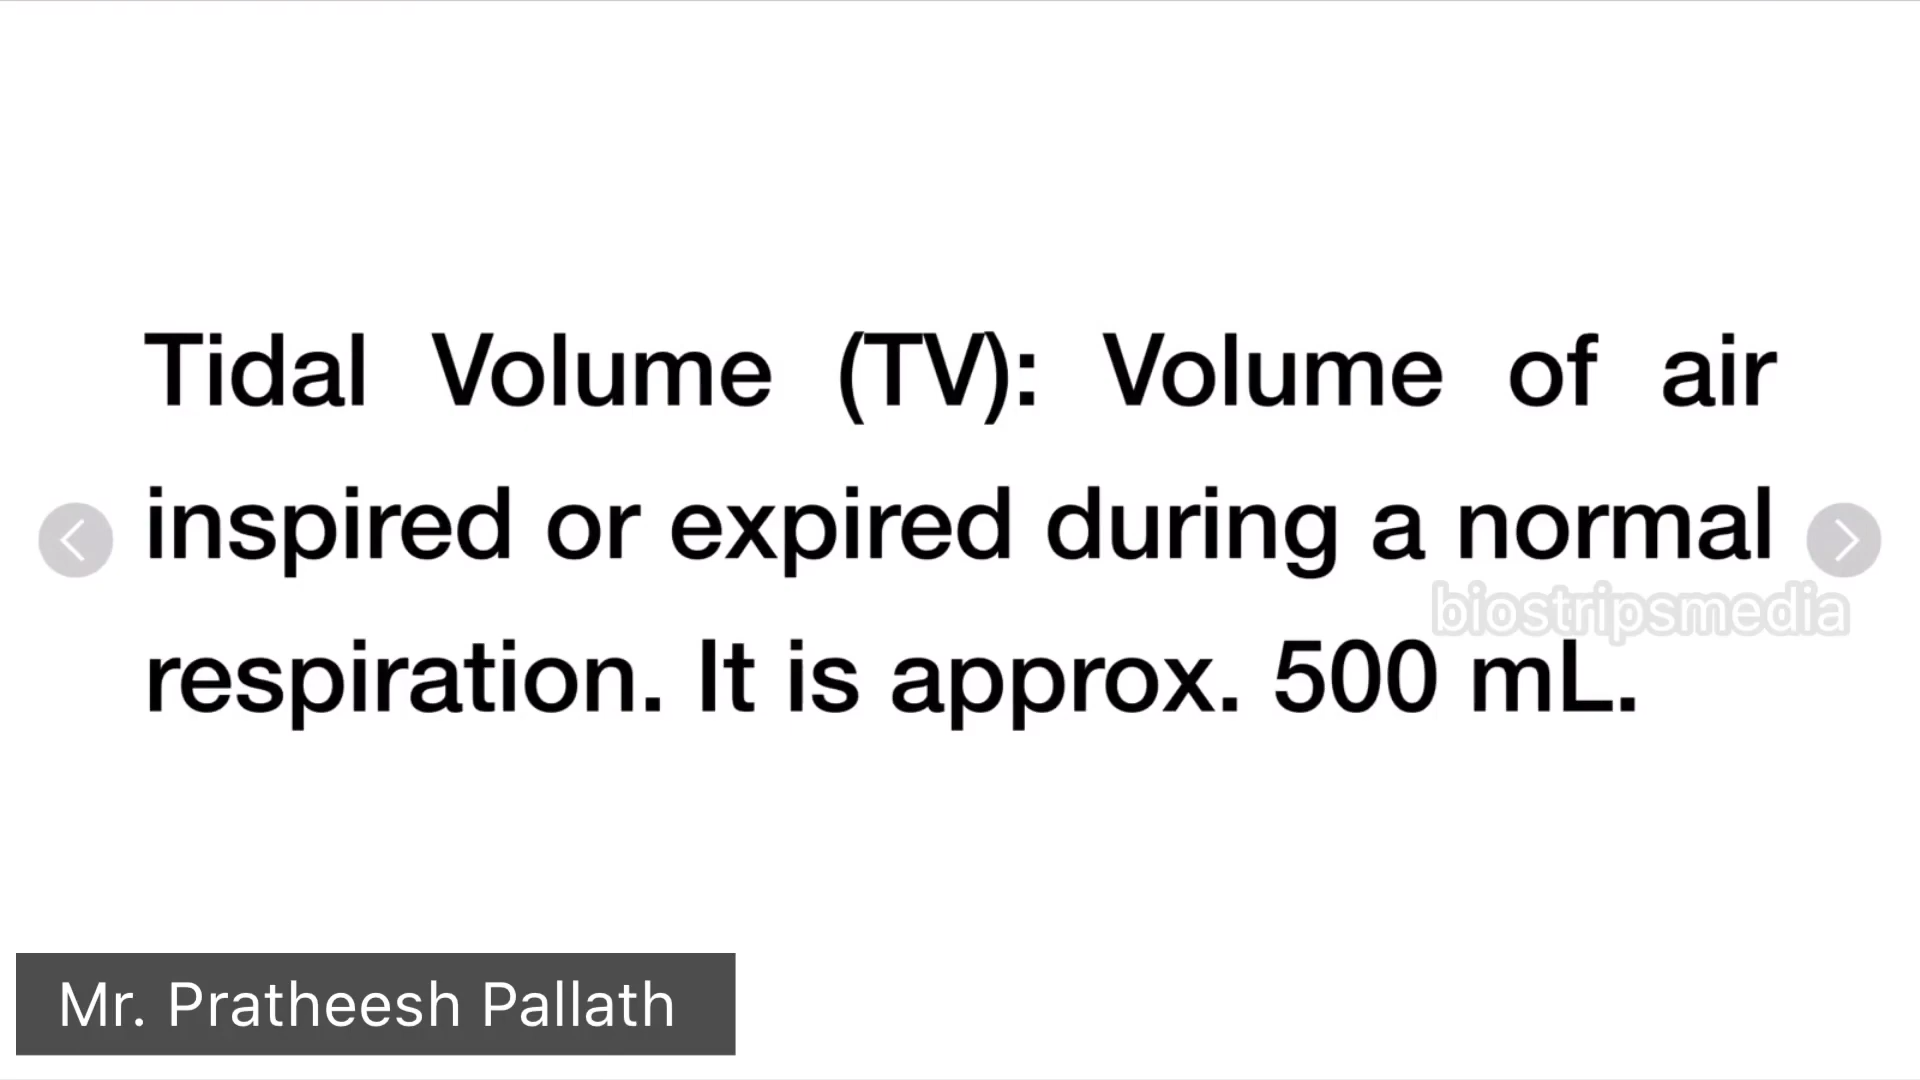 Tidal Volume (TV): Volume of air
inspired or expired during a normal
biostripsmedia
respiration. It is approx. 500 mL.
Mr. Pratheesh Pallath